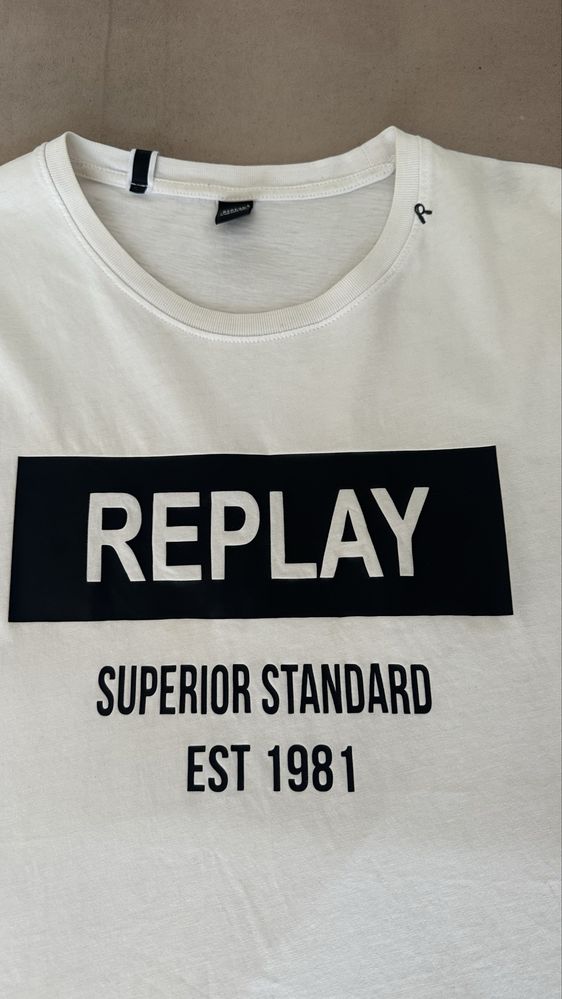 R
REPLAY
SUPERIOR STANDARD
EST 1981